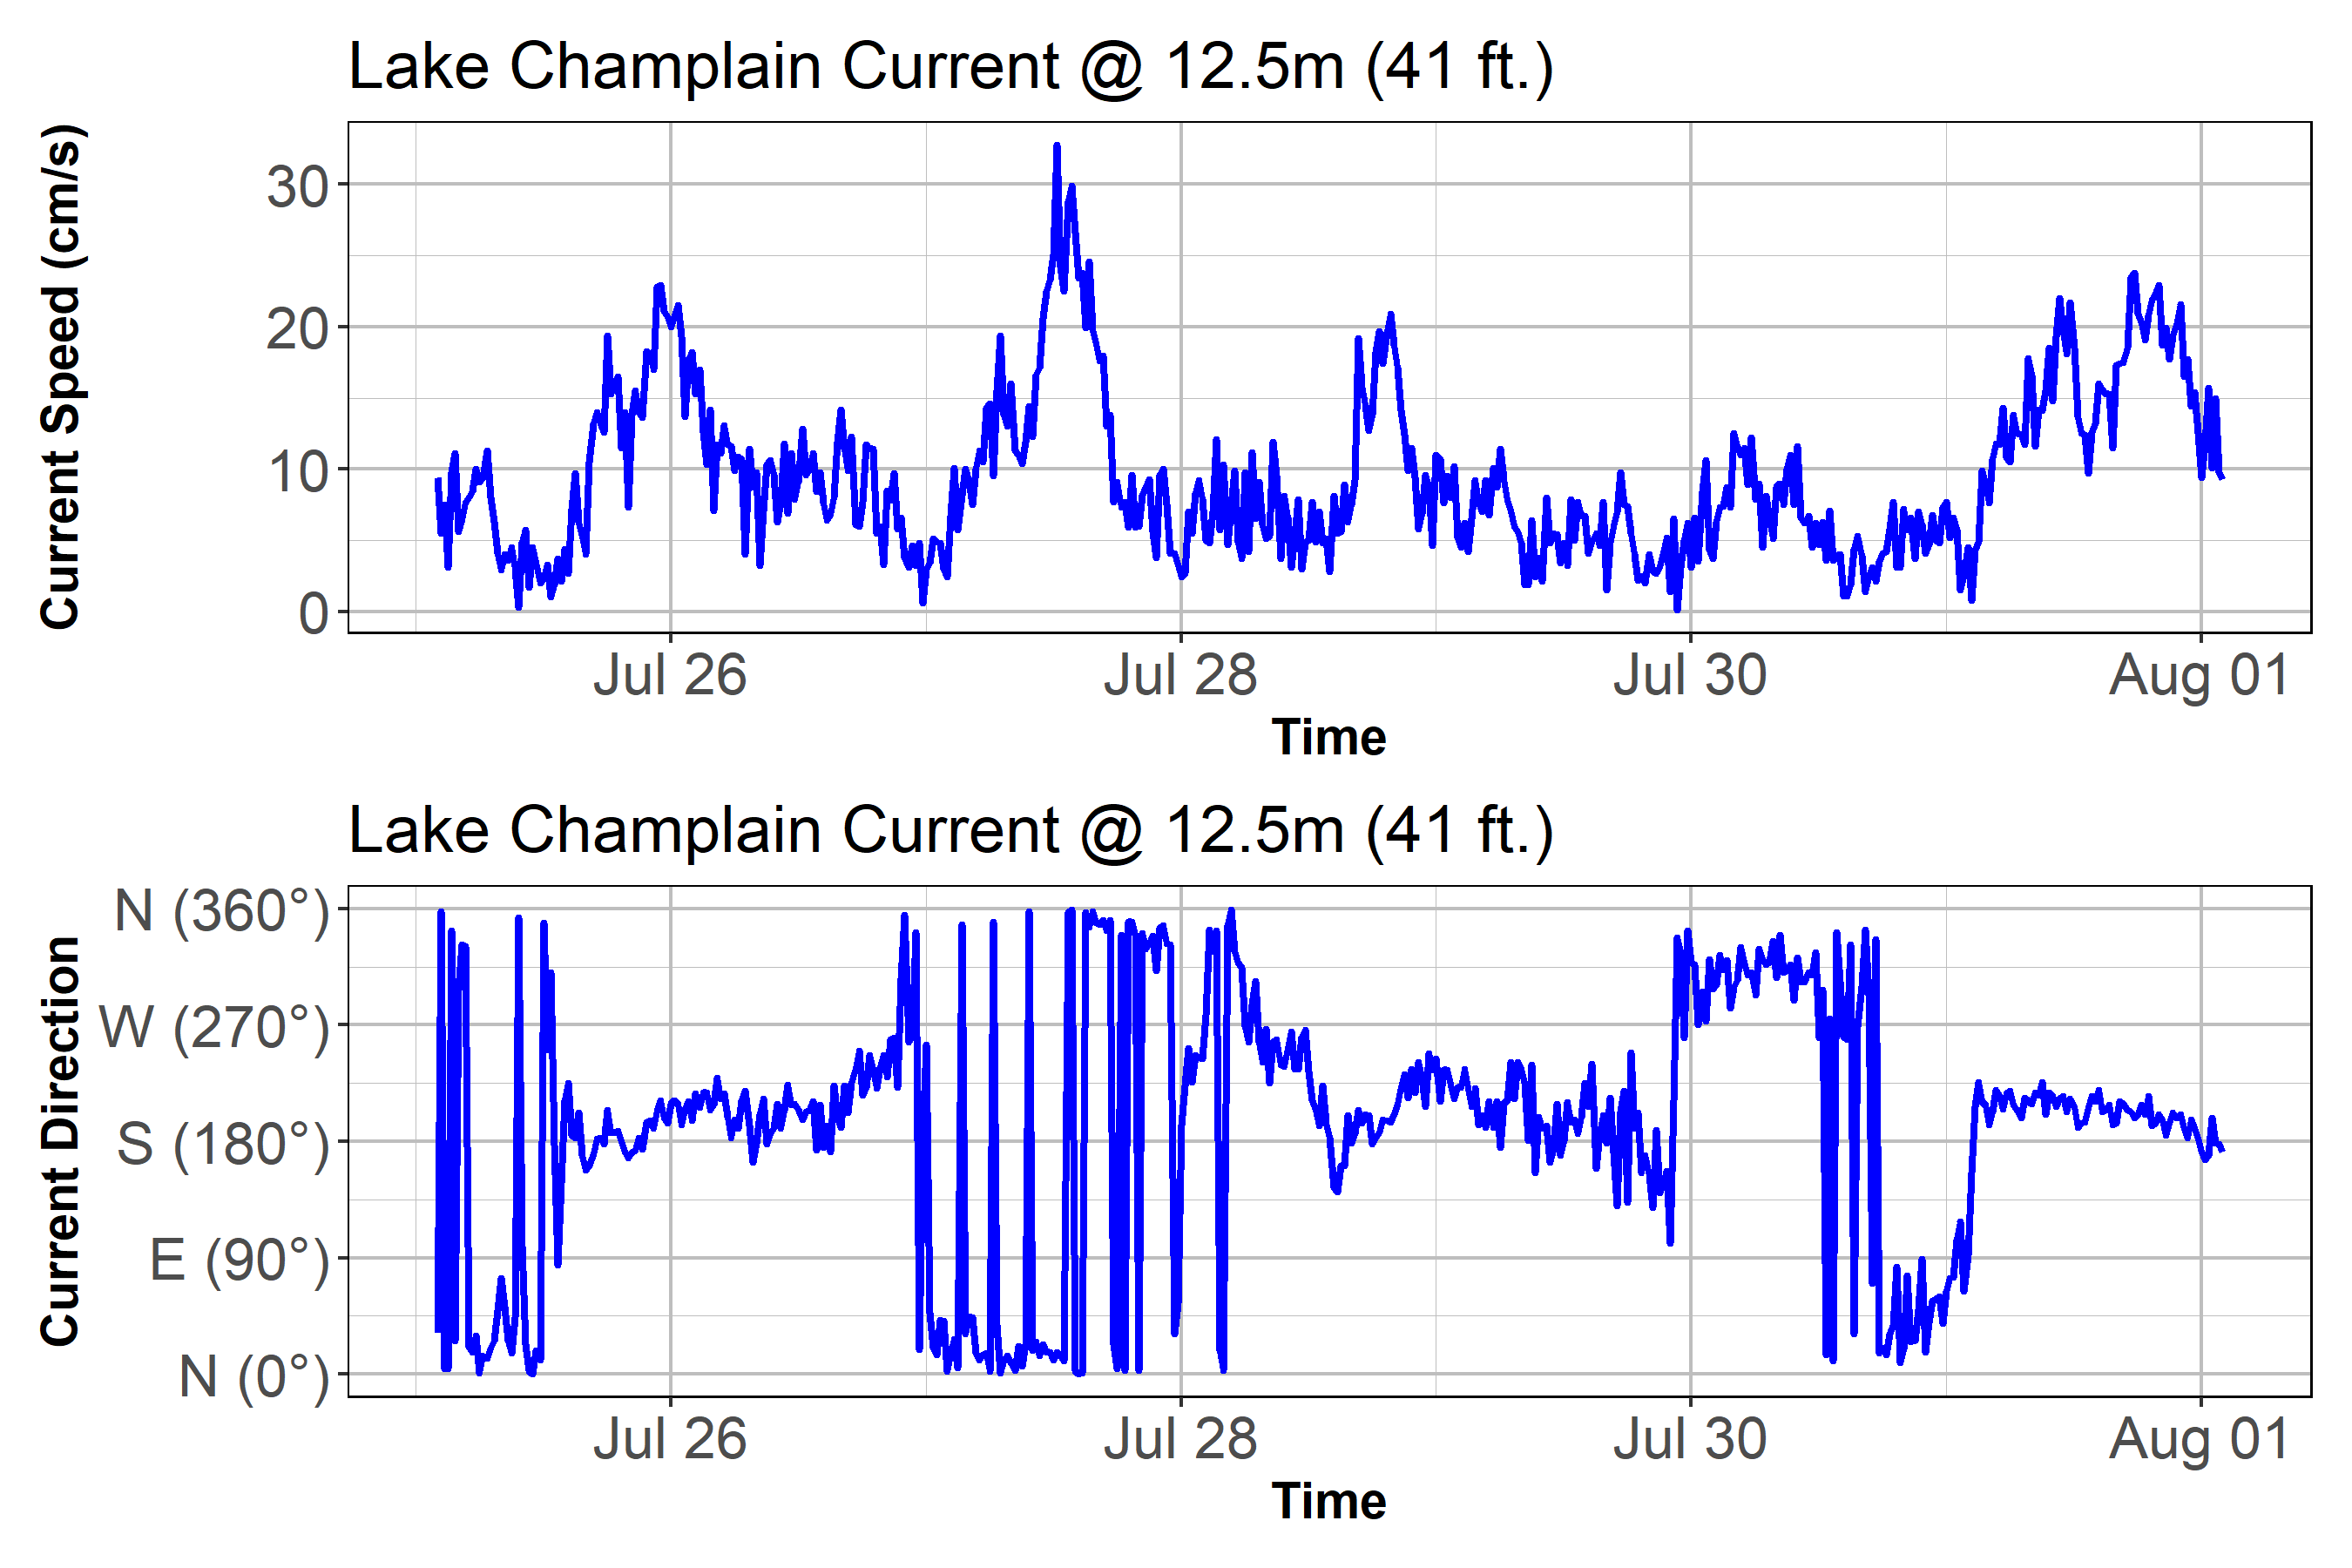 Lake Champlain Current @ 12.5m (41 ft.)
Current Speed (cm/s)
30
20
10
0
Jul 26 Jul 28 Jul 30 Aug 01
Time
Lake Champlain Current @ 12.5m (41 ft.)
Current Direction
N (360°)
W (270°)
S (180°)
E (90°)
N (0°)
Jul 26 Jul 28 Jul 30 Aug 01
Time